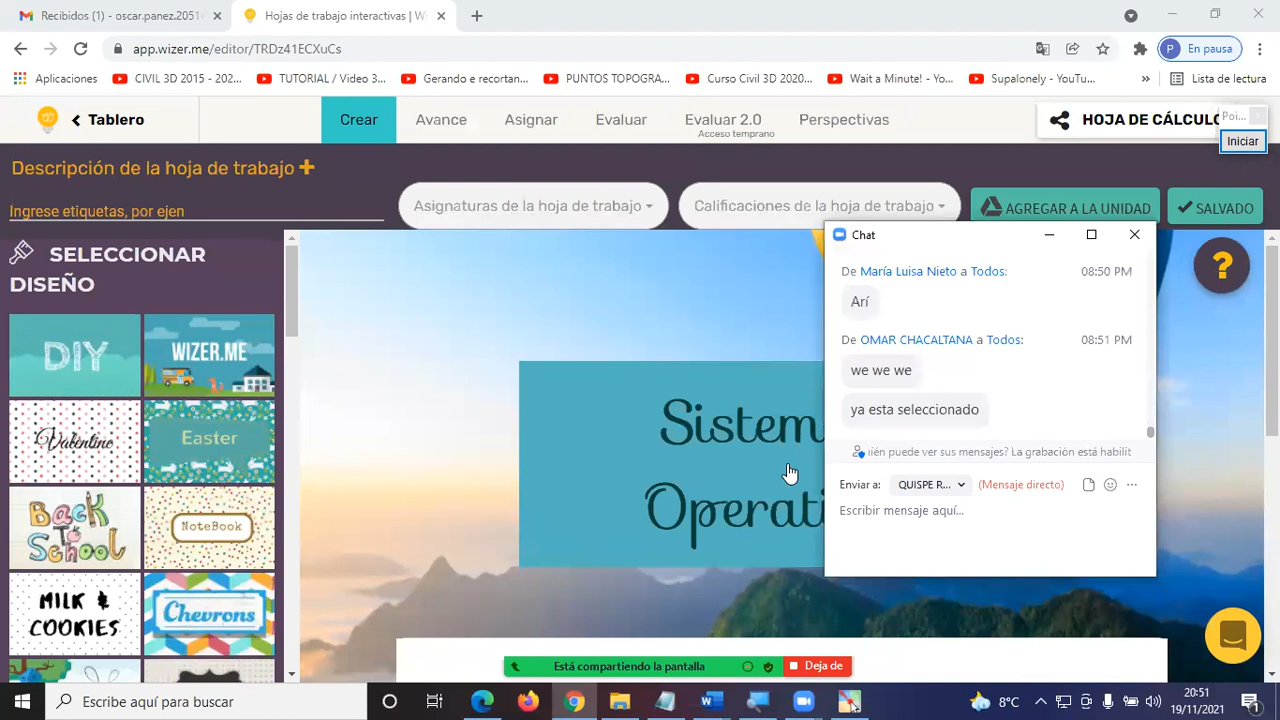 Recibidos (1) - oscar.panez.2051
Hojas de trabajo interactivas | W
app.wizer.me/editor/TRDz41ECXuCs
P En pausa
Aplicaciones
CIVIL 3D 2015 - 202...
TUTORIAL / Video 3...
Gerando e recortan...
PUNTOS TOPOGRA...
Curso Civil 3D 2020...
Wait a Minute! - Yo...
Supalonely - YouTu...
»
Lista de lectura
Tablero
Crear
Avance
Asignar
Evaluar
Evaluar 2.0
Acceso temprano
Perspectivas
HOJA DE CÁLCULO
Poi...
Iniciar
Descripción de la hoja de trabajo +
Ingrese etiquetas, por ejen
Asignaturas de la hoja de trabajo
Calificaciones de la hoja de trabajo
AGREGAR A LA UNIDAD
SALVADO
SELECCIONAR
DISEÑO
DIY
WIZER.ME
Valentine
Easter
Back
To
School
NoteBook
MILK &
COOKIES
Chevrons
Sistem
Operati
?
Chat
De María Luisa Nieto a Todos:
08:50 PM
Arí
De OMAR CHACALTANA a Todos:
08:51 PM
we we we
ya esta seleccionado
ién puede ver sus mensajes? La grabación está habilit
Enviar a:
QUISPE R...
(Mensaje directo)
Escribir mensaje aquí...
Está compartiendo la pantalla
Deja de
Escribe aquí para buscar
8°C
20:51
19/11/2021